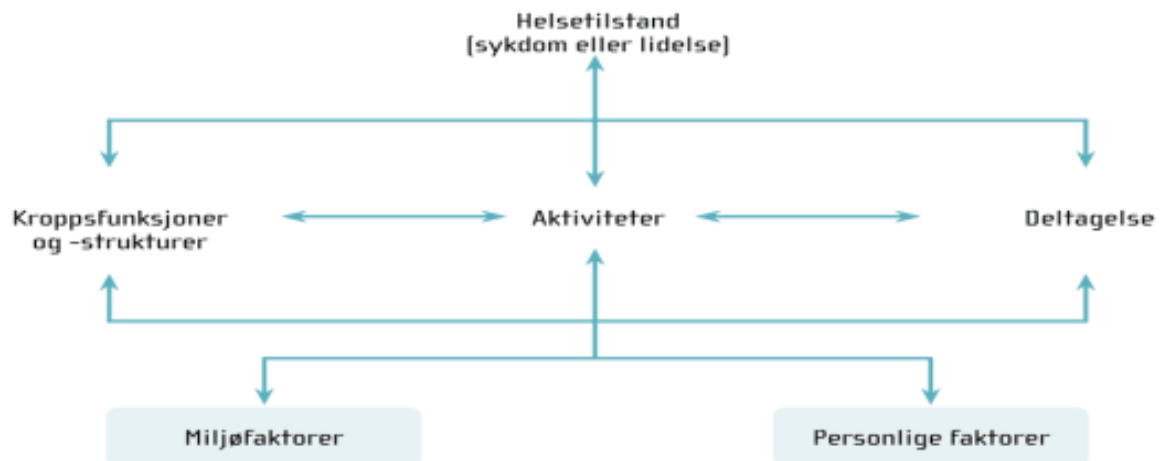 Helsetilstand
[sykdom eller lidelse]
Kroppsfunksjoner
og -strukturer
Aktiviteter
Deltagelse
Miljøfaktorer
Personlige faktorer